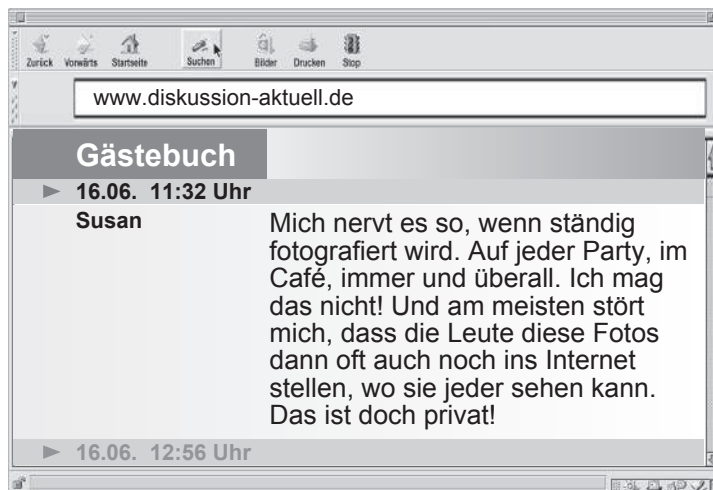 Zurück Vorwärts Startseite Suchen Bilder Drucken Stop
www.diskussion-aktuell.de
Gästebuch
16.06. 11:32 Uhr
Susan
Mich nervt es so, wenn ständig
fotografiert wird. Auf jeder Party, im
Café, immer und überall. Ich mag
das nicht! Und am meisten stört
mich, dass die Leute diese Fotos
dann oft auch noch ins Internet
stellen, wo sie jeder sehen kann.
Das ist doch privat!
16.06. 12:56 Uhr